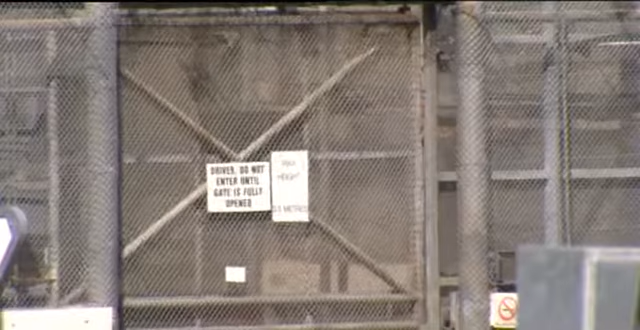 DRIVER, DO NOT
ENTER UNTIL
GATE IS FULLY
OPENED
MAX
HEIGHT
METRES